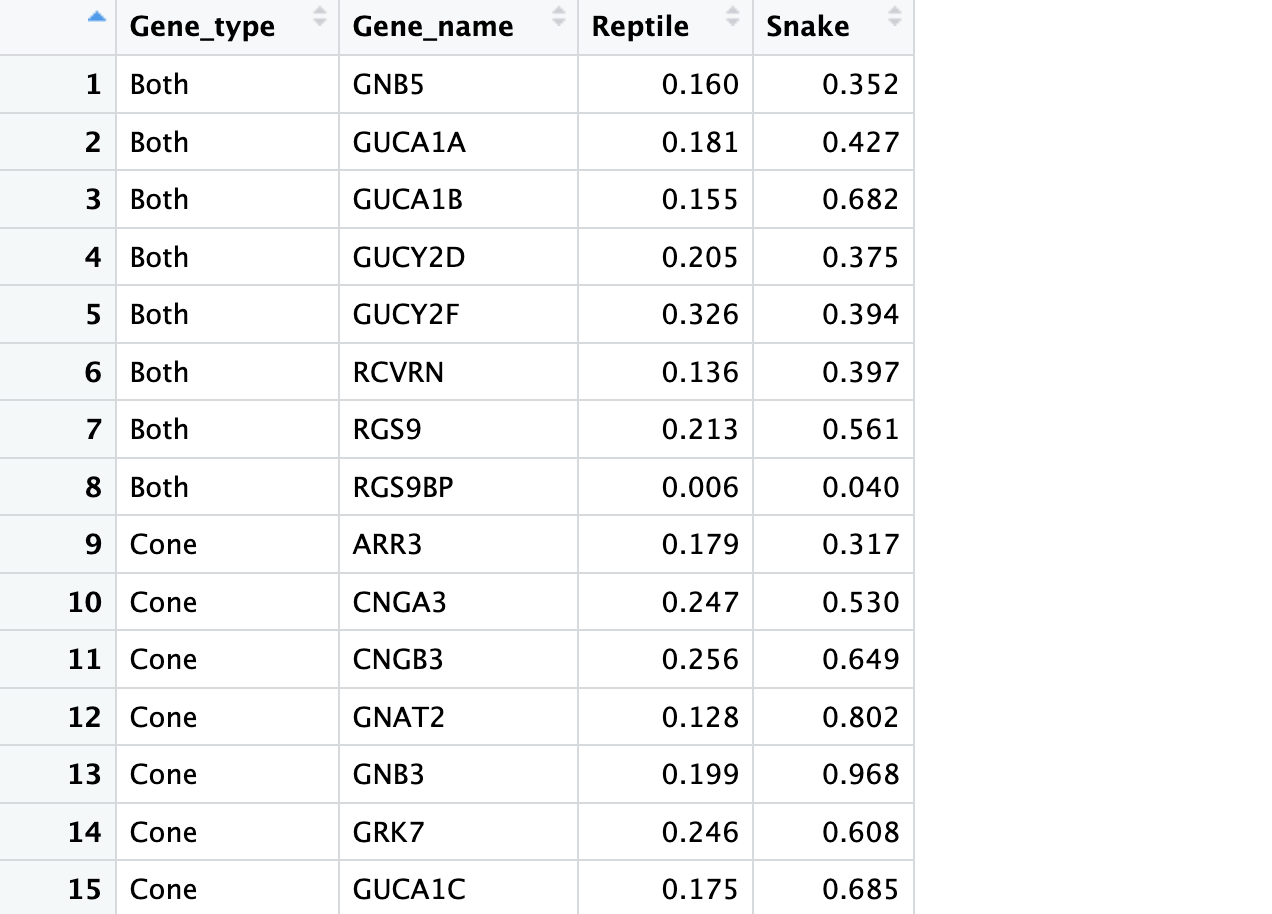 Gene_type Gene_name Reptile Snake
1 Both GNB5 0.160 0.352
2 Both GUCA1A 0.181 0.427
3 Both GUCA1B 0.155 0.682
4 Both GUCY2D 0.205 0.375
5 Both GUCY2F 0.326 0.394
6 Both RCVRN 0.136 0.397
7 Both RGS9 0.213 0.561
8 Both RGS9BP 0.006 0.040
9 Cone ARR3 0.179 0.317
10 Cone CNGA3 0.247 0.530
11 Cone CNGB3 0.256 0.649
12 Cone GNAT2 0.128 0.802
13 Cone GNB3 0.199 0.968
14 Cone GRK7 0.246 0.608
15 Cone GUCA1C 0.175 0.685